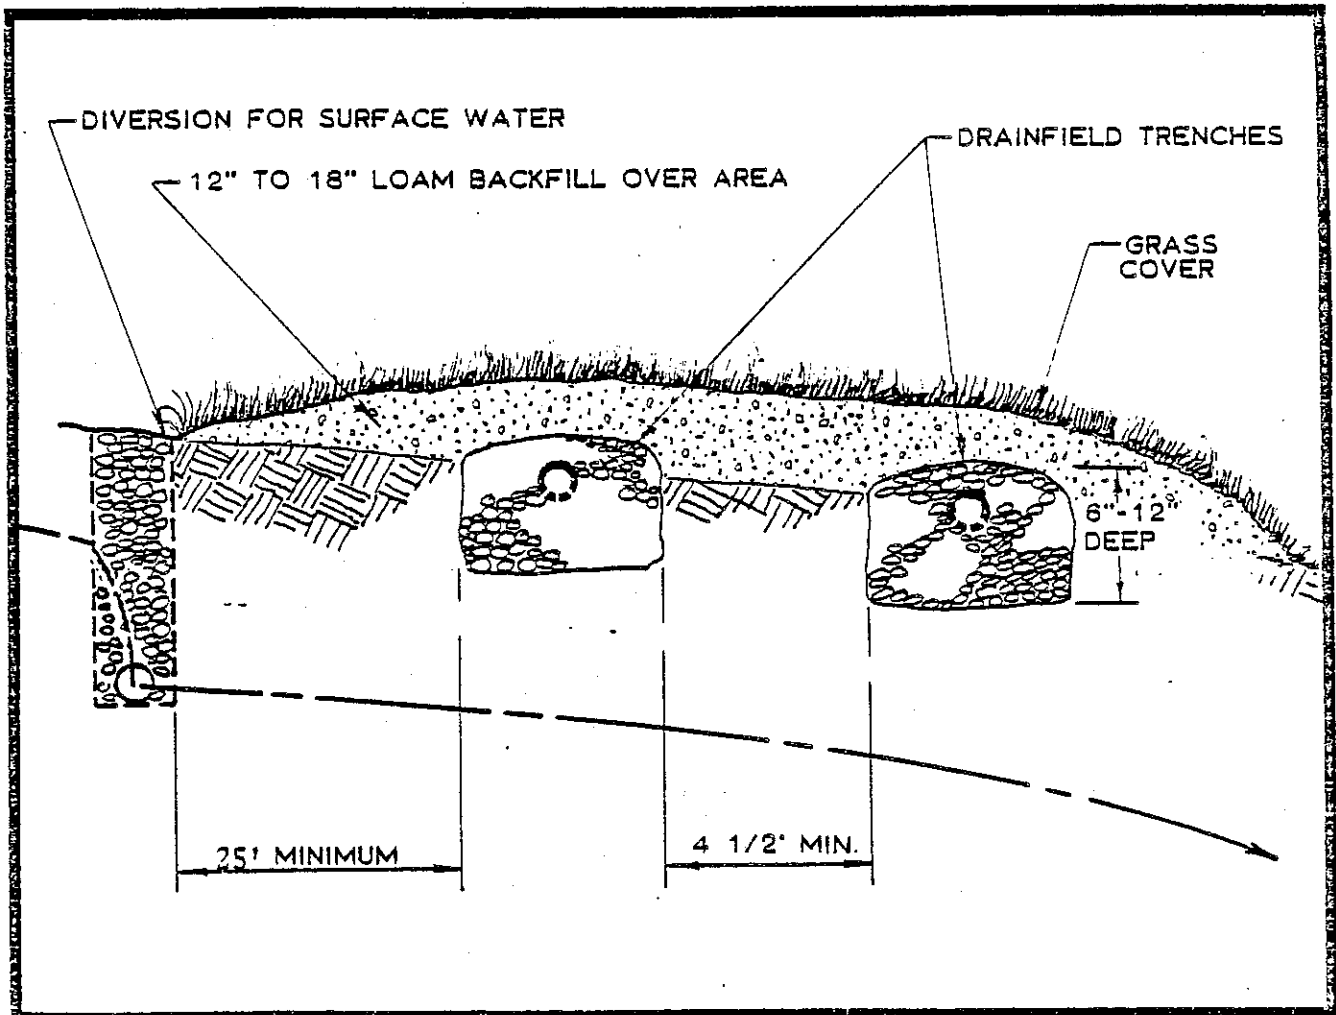 DIVERSION FOR SURFACE WATER
12" TO 18" LOAM BACKFILL OVER AREA
DRAINFIELD TRENCHES
GRASS
COVER
6"-12"
DEEP
25' MINIMUM
4 1/2' MIN.